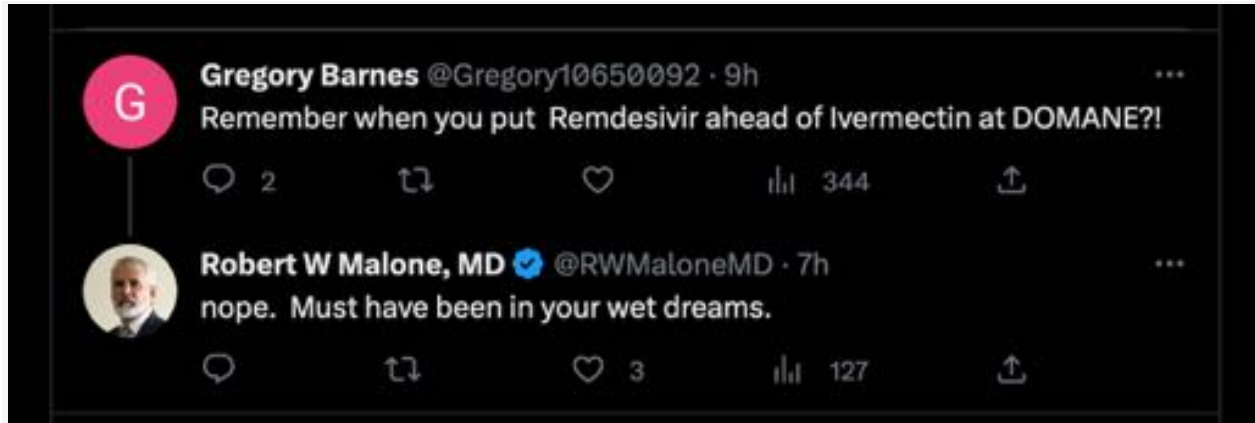 G
Gregory Barnes @Gregory10650092 · 9h
Remember when you put Remdesivir ahead of Ivermectin at DOMANE?!
2 344
Robert W Malone, MD @RWMaloneMD · 7h
nope. Must have been in your wet dreams.
3 127